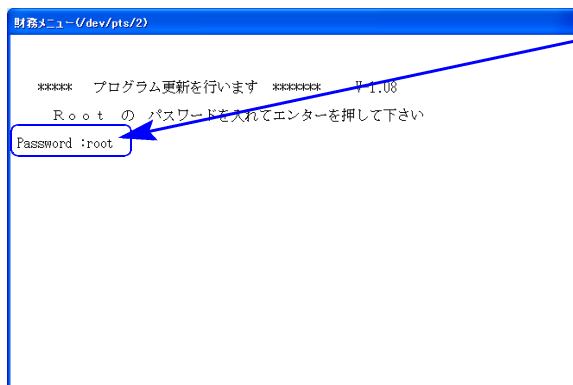 財務メニュー(/dev/pts/2)
***** プログラム更新を行います ******* V-1.08
Ｒｏｏｔ の パスワードを入れてエンターを押して下さい
Password :root